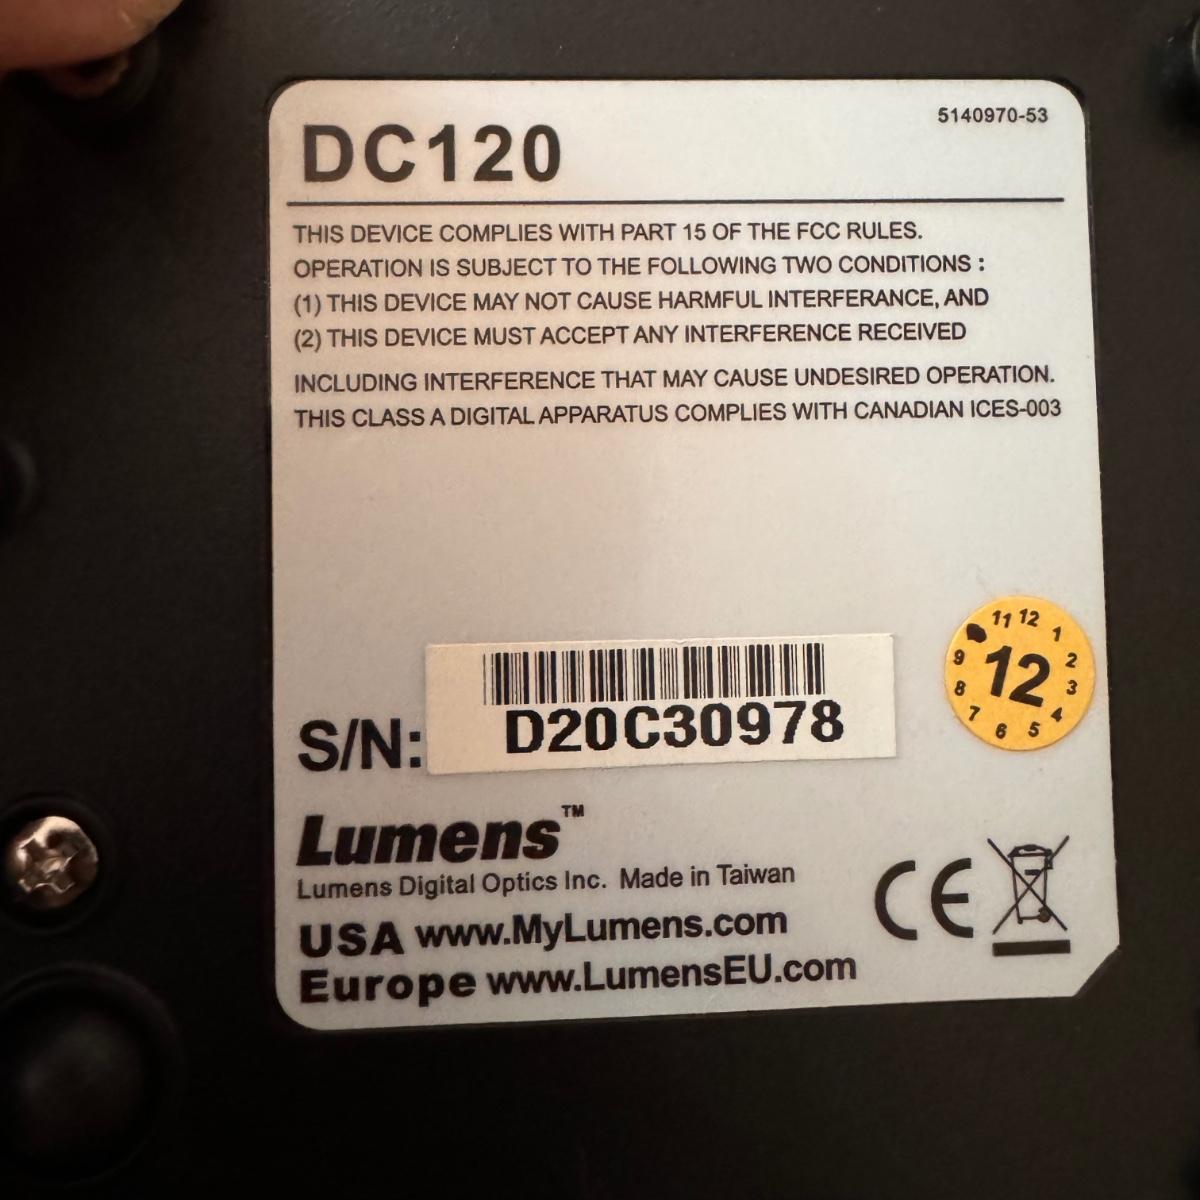 5140970-53
DC120
THIS DEVICE COMPLIES WITH PART 15 OF THE FCC RULES.
OPERATION IS SUBJECT TO THE FOLLOWING TWO CONDITIONS :
(1) THIS DEVICE MAY NOT CAUSE HARMFUL INTERFERANCE, AND
(2) THIS DEVICE MUST ACCEPT ANY INTERFERENCE RECEIVED
INCLUDING INTERFERENCE THAT MAY CAUSE UNDESIRED OPERATION.
THIS CLASS A DIGITAL APPARATUS COMPLIES WITH CANADIAN ICES-003
11 12 1 2 3 4 5 6 7 8 9
12
S/N: D20C30978
Lumens™
Lumens Digital Optics Inc. Made in Taiwan
USA www.MyLumens.com
Europe www.LumensEU.com
CE